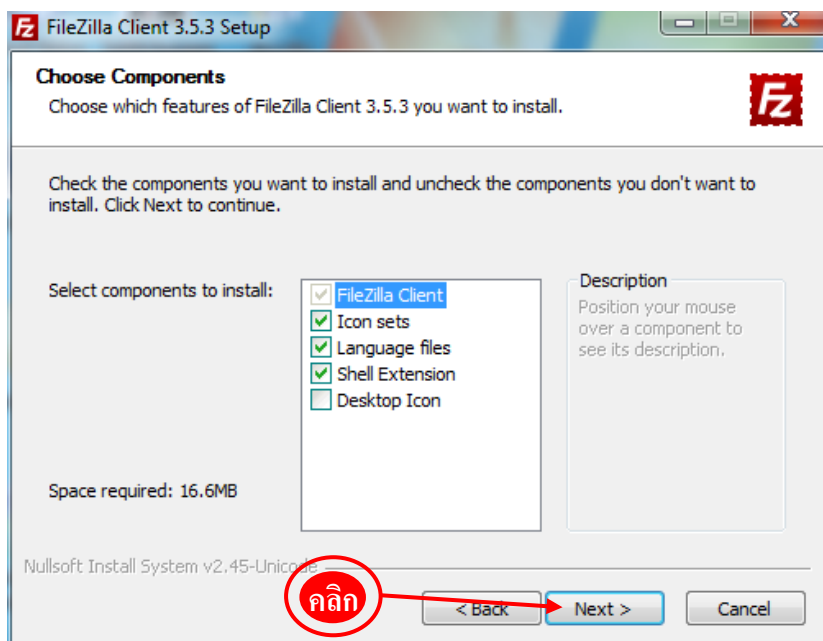 FileZilla Client 3.5.3 Setup
Choose Components
Choose which features of FileZilla Client 3.5.3 you want to install.
Fz
Check the components you want to install and uncheck the components you don't want to
install. Click Next to continue.
Select components to install:
FileZilla Client
Icon sets
Language files
Shell Extension
Desktop Icon
Description
Position your mouse
over a component to
see its description.
Space required: 16.6MB
Nullsoft Install System v2.45-Unicode
คลิก
< Back
Next >
Cancel